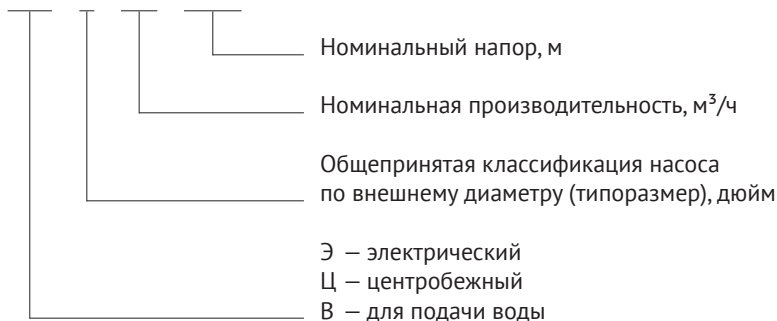 Номинальный напор, м
Номинальная производительность, м³/ч
Общепринятая классификация насоса
по внешнему диаметру (типоразмер), дюйм
Э — электрический
Ц — центробежный
В — для подачи воды